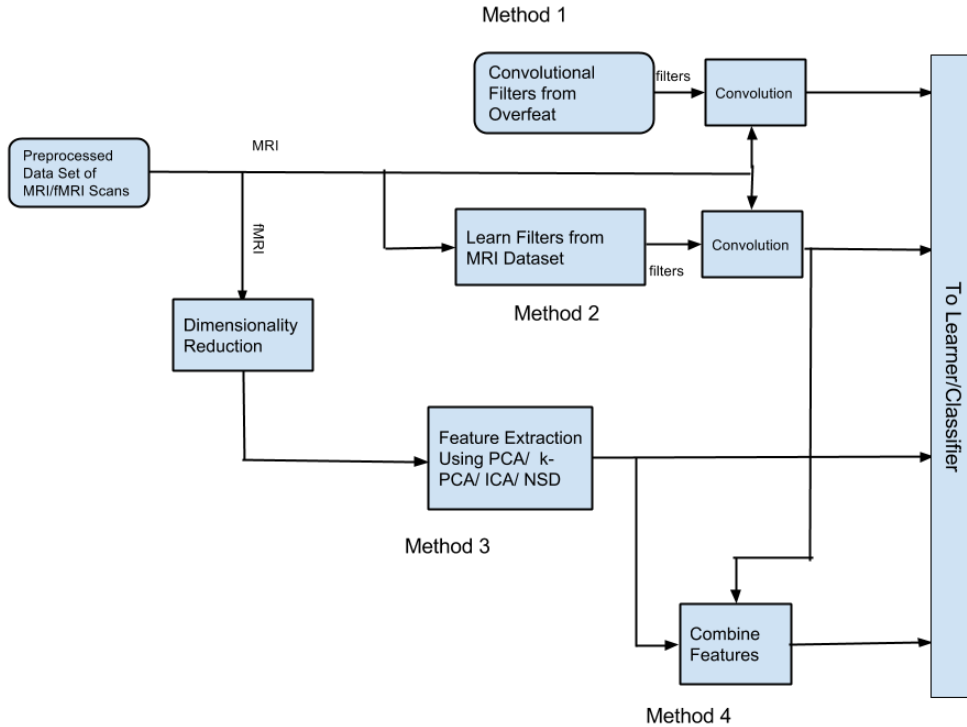 Method 1
Convolutional
Filters from
Overfeat
filters
Convolution
MRI
Preprocessed
Data Set of
MRI/fMRI Scans
fMRI
Learn Filters from
MRI Dataset
filters
Convolution
Method 2
To Learner/Classifier
Dimensionality
Reduction
Feature Extraction
Using PCA/ k-
PCA/ ICA/ NSD
Method 3
Combine
Features
Method 4